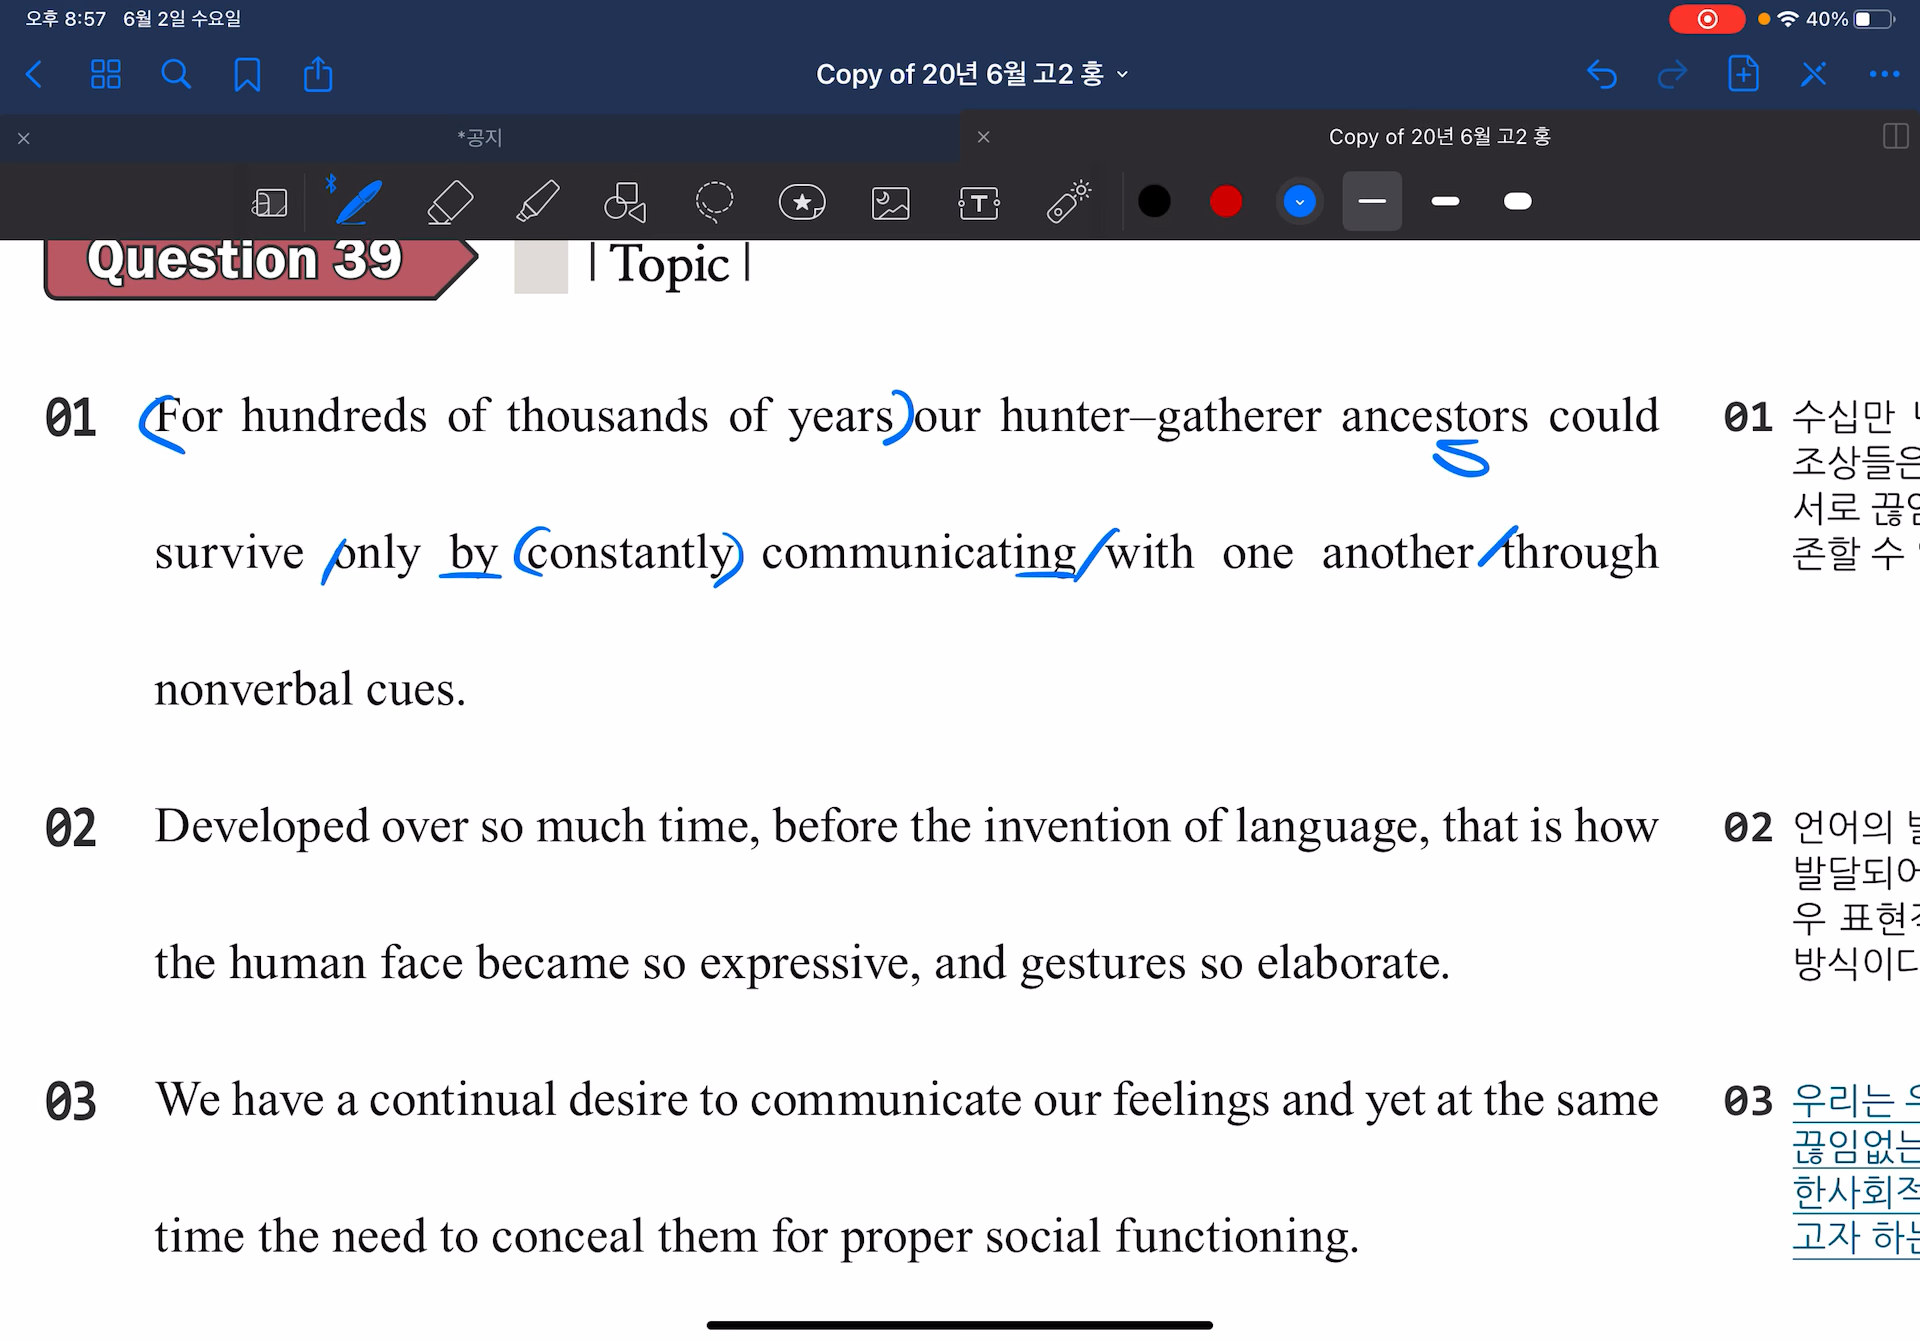 오후 8:57 6월 2일 수요일 40%
Copy of 20년 6월 고2 홍
*공지 Copy of 20년 6월 고2 홍
Question 39 | Topic |
01 For hundreds of thousands of years our hunter–gatherer ancestors could
S
survive only by constantly communicating with one another through
nonverbal cues.
02 Developed over so much time, before the invention of language, that is how
the human face became so expressive, and gestures so elaborate.
03 We have a continual desire to communicate our feelings and yet at the same
time the need to conceal them for proper social functioning.
01 수십만
조상들은
서로
존할 수
02 언어의
발달되어
우
방식이다
03 우리는
끊임없는
한사회적
고자 하는